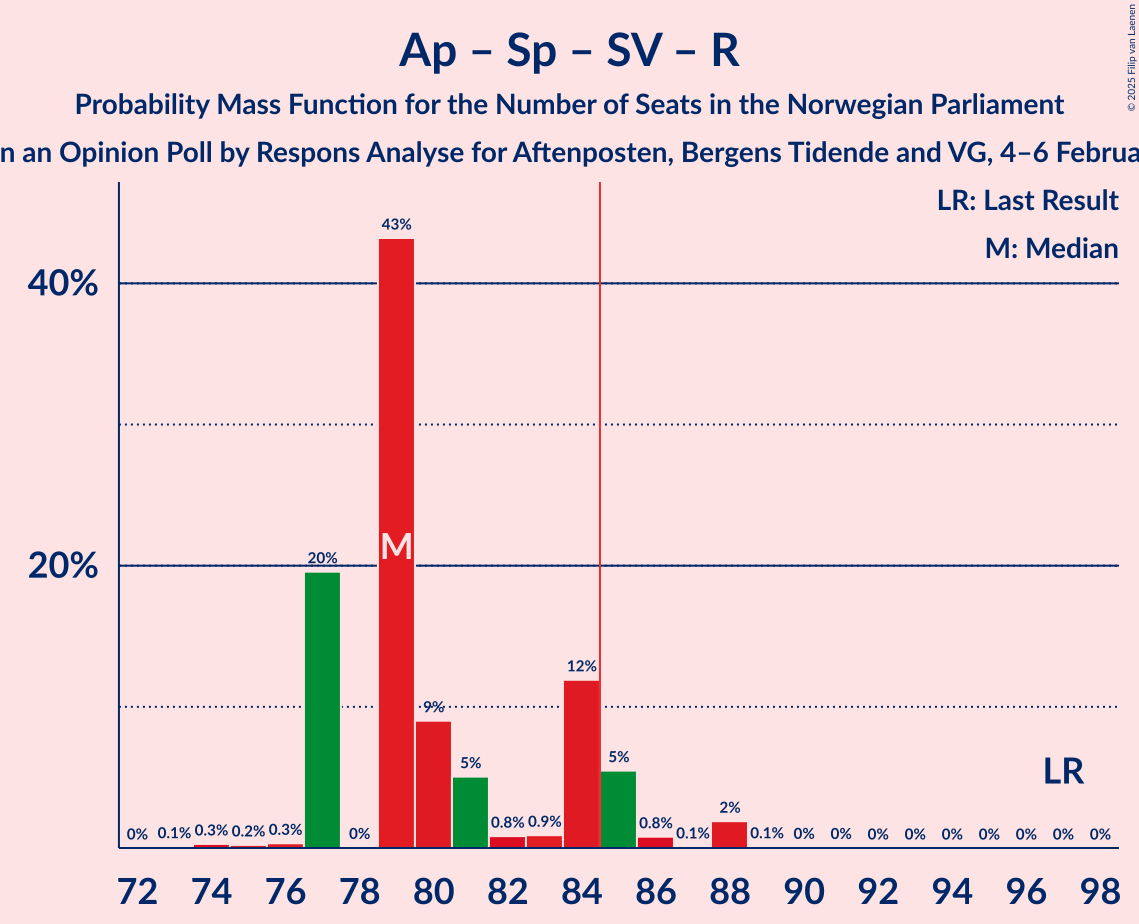 Ap – Sp – SV – R
© 2025 Filip van Laenen
Probability Mass Function for the Number of Seats in the Norwegian Parliament
an Opinion Poll by Respons Analyse for Aftenposten, Bergens Tidende and VG, 4–6
LR: Last Result
M: Median
43%
40%
M
20%
20%
12%
9%
5%
5%
LR
2%
0% 0.1% 0.3% 0.2% 0.3% 0% 0.8% 0.9% 0.8% 0.1% 0.1% 0% 0% 0% 0% 0% 0% 0% 0% 0%
72 74 76 78 80 82 84 86 88 90 92 94 96 98